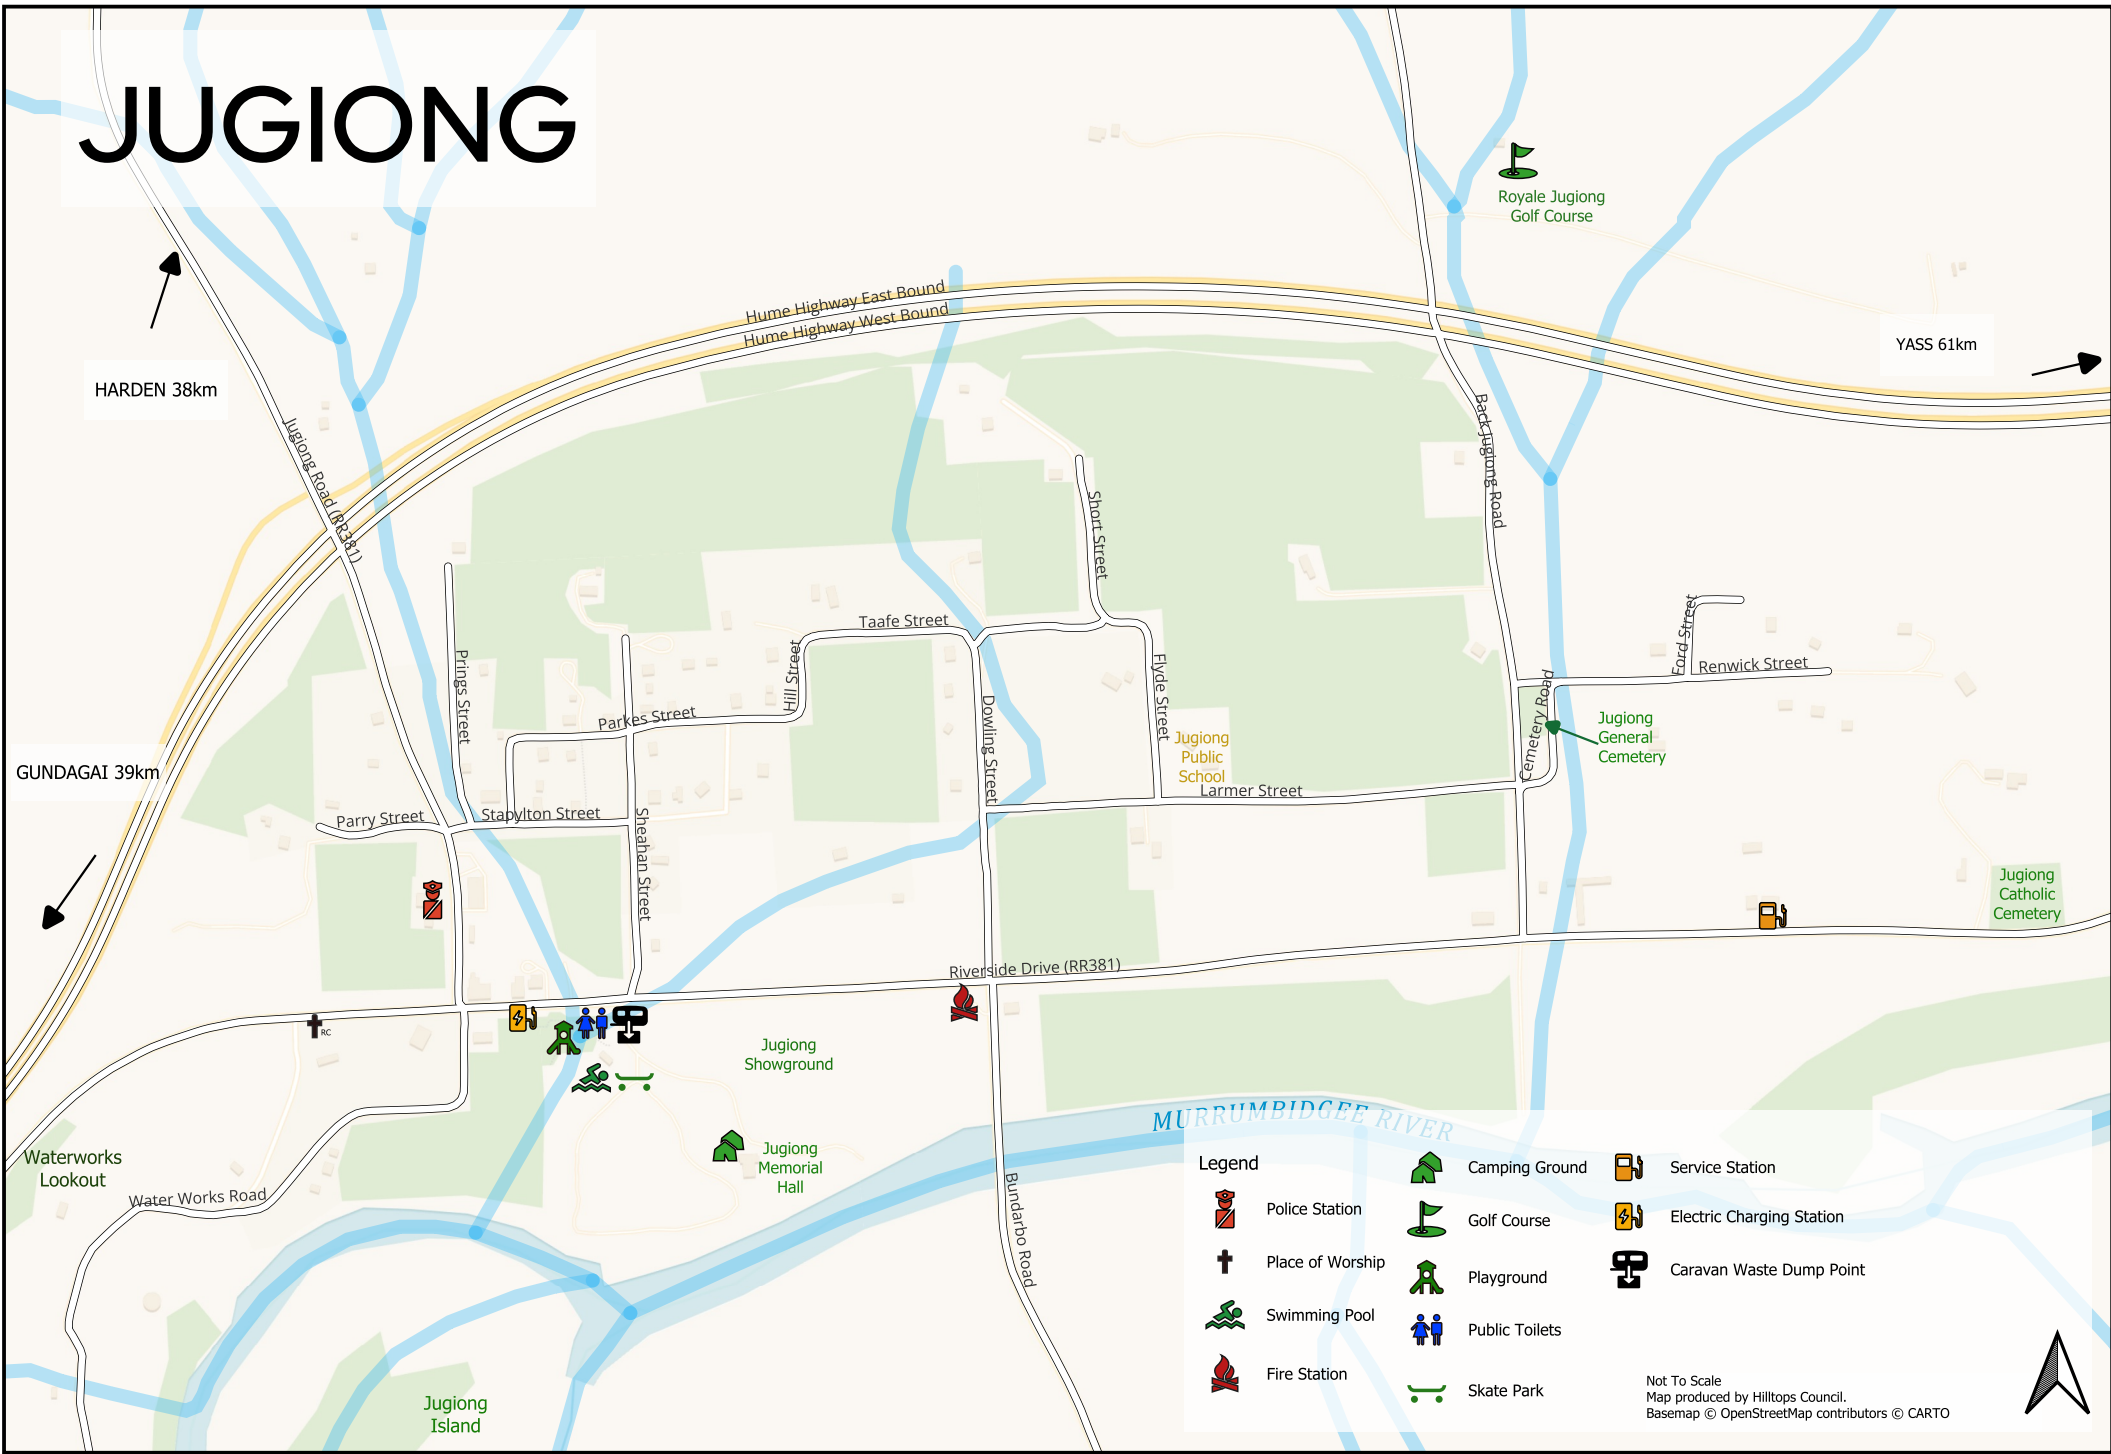 JUGIONG
Royale Jugiong
Golf Course
Hume Highway East Bound
Hume Highway West Bound
YASS 61km
HARDEN 38km
Jugiong Road (RR381)
Back Jugiong Road
Short Street
Taafe Street
Ford Street
Renwick Street
Hill Street
Prings Street
Flyde Street
Cemetery Road
Parkes Street
Dowling Street
Jugiong
General
Cemetery
Jugiong
Public
School
GUNDAGAI 39km
Larmer Street
Parry Street
Stapylton Street
Sheahan Street
Jugiong
Catholic
Cemetery
Riverside Drive (RR381)
RC
Jugiong
Showground
MURRUMBIDGEE RIVER
Waterworks
Lookout
Jugiong
Memorial
Hall
Water Works Road
Bundarbo Road
Jugiong
Island
Legend
Police Station
Place of Worship
Swimming Pool
Fire Station
Camping Ground
Golf Course
Playground
Public Toilets
Skate Park
Service Station
Electric Charging Station
Caravan Waste Dump Point
Not To Scale
Map produced by Hilltops Council.
Basemap © OpenStreetMap contributors © CARTO